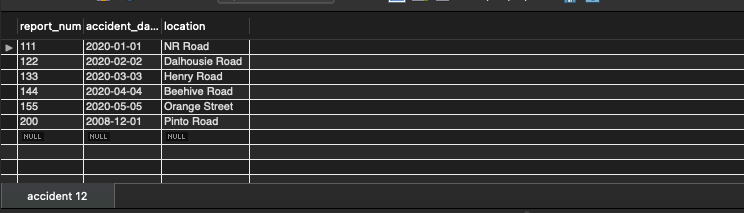 report_num accident_da... location
111 2020-01-01 NR Road
122 2020-02-02 Dalhousie Road
133 2020-03-03 Henry Road
144 2020-04-04 Beehive Road
155 2020-05-05 Orange Street
200 2008-12-01 Pinto Road
NULL NULL NULL
accident 12